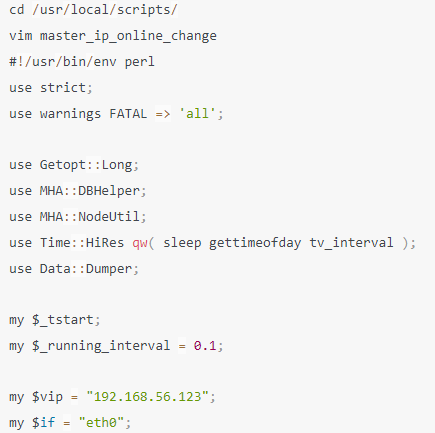 cd /usr/local/scripts/
vim master_ip_online_change
#!/usr/bin/env perl
use strict;
use warnings FATAL => 'all';
use Getopt::Long;
use MHA::DBHelper;
use MHA::NodeUtil;
use Time::HiRes qw( sleep gettimeofday tv_interval );
use Data::Dumper;
my $_tstart;
my $_running_interval = 0.1;
my $vip = "192.168.56.123";
my $if = "eth0";